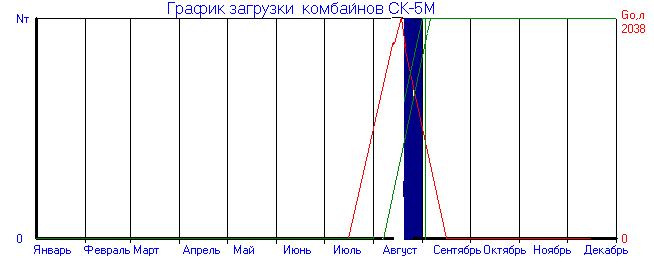 График загрузки комбайнов СК-5М
Nт
Go,л
2038
0
0
Январь Февраль Март Апрель Май Июнь Июль Август Сентябрь Октябрь Ноябрь Декабрь